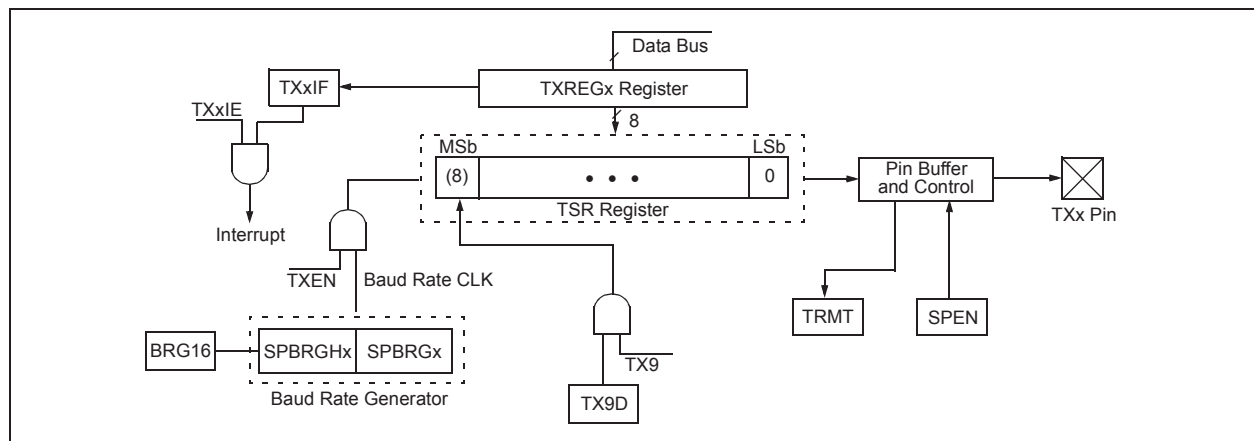 Data Bus
TXxIF
TXREGx Register
TXxIE
8
MSb
LSb
(8)
• • •
0
TSR Register
Pin Buffer
and Control
TXx Pin
Interrupt
TXEN
Baud Rate CLK
TRMT
SPEN
BRG16
SPBRGHx
SPBRGx
TX9
Baud Rate Generator
TX9D